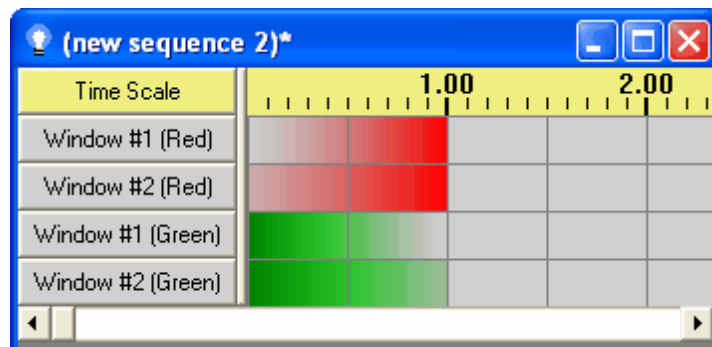 (new sequence 2)*
Time Scale 1.00 2.00
Window #1 (Red)
Window #2 (Red)
Window #1 (Green)
Window #2 (Green)